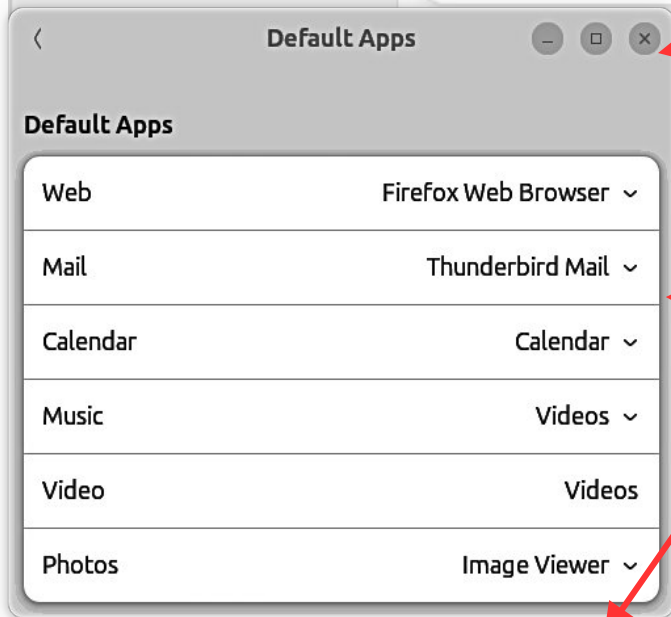 Default Apps
Default Apps
Web Firefox Web Browser
Mail Thunderbird Mail
Calendar Calendar
Music Videos
Video Videos
Photos Image Viewer